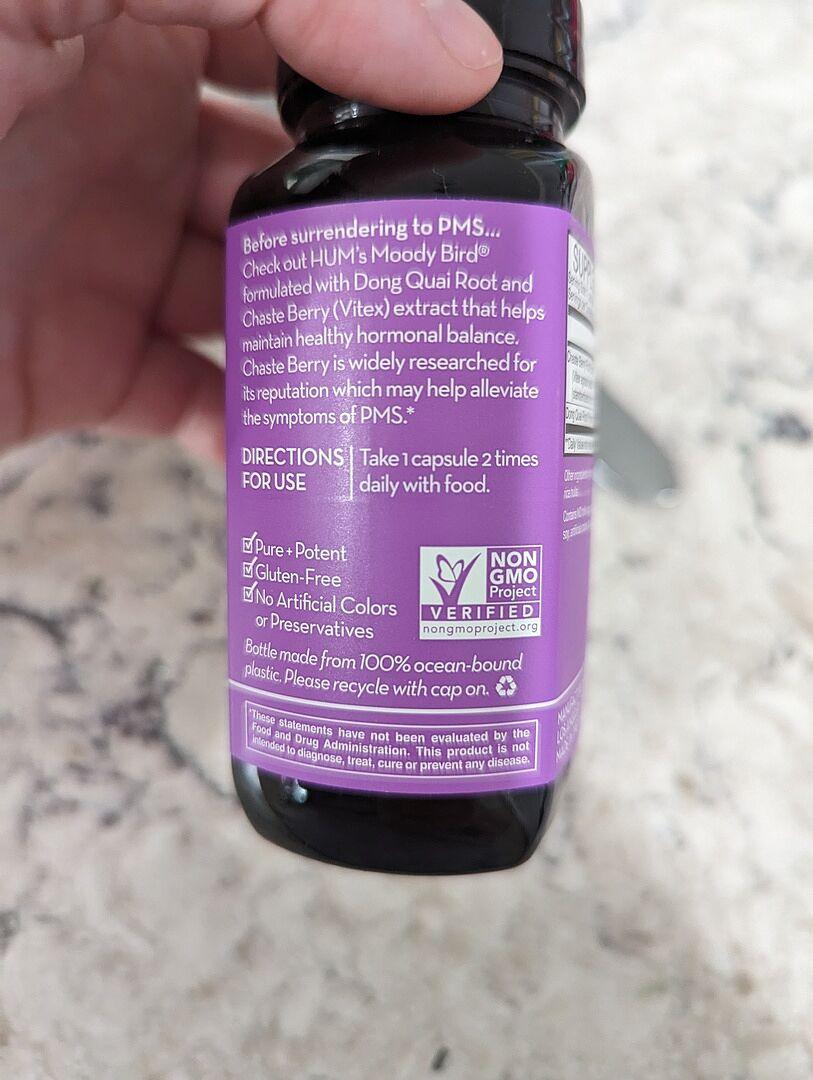 Before surrendering to PMS...
Check out HUM's Moody Bird®
formulated with Dong Quai Root and
Chaste Berry (Vitex) extract that helps
maintain healthy hormonal balance.
Chaste Berry is widely researched for
its reputation which may help alleviate
the symptoms of PMS.*
DIRECTIONS
FOR USE
Take 1 capsule 2 times
daily with food.
Pure + Potent
Gluten-Free
No Artificial Colors
or Preservatives
NON
GMO
Project
VERIFIED
nongmoproject.org
Bottle made from 100% ocean-bound
plastic. Please recycle with cap on.
*These statements have not been evaluated by the
Food and Drug Administration. This product is not
intended to diagnose, treat, cure or prevent any disease.
Chaste Berry
Dong Quai